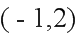 ( - 1,2)